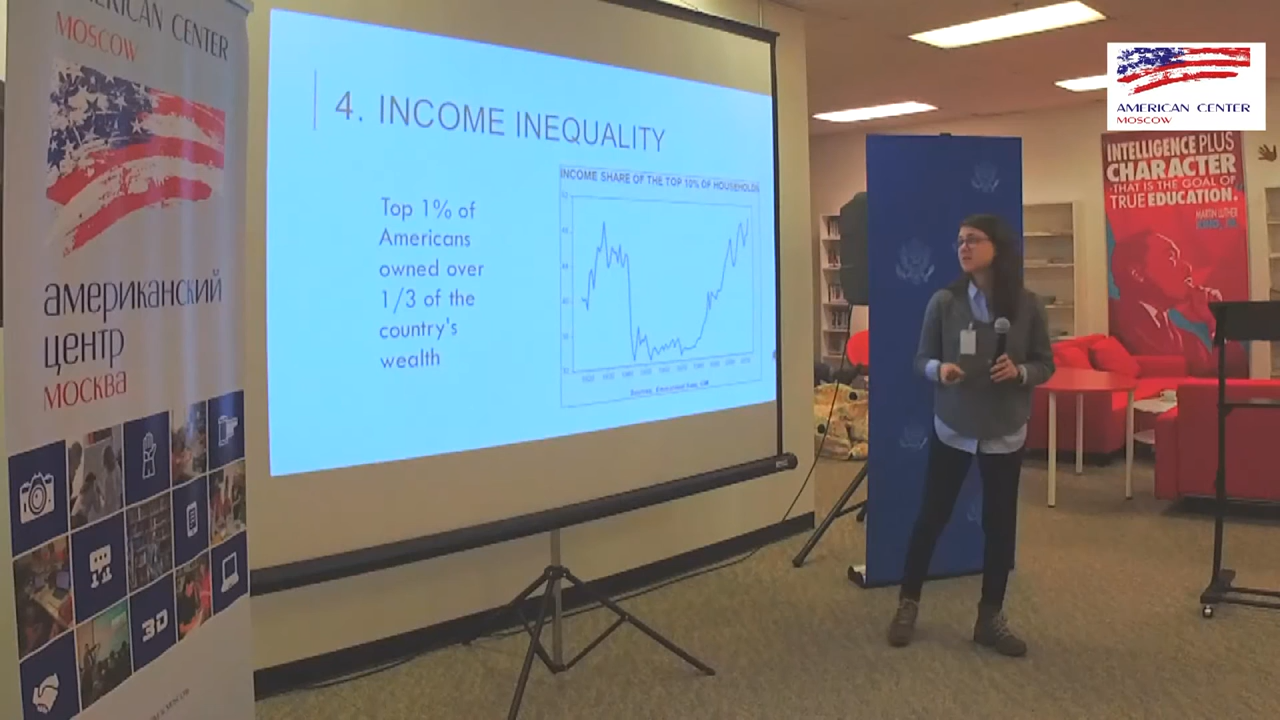 AMERICAN CENTER
MOSCOW
американский
центр
москва
3D
4. INCOME INEQUALITY
Top 1% of
Americans
owned over
1/3 of the
country's
wealth
INCOME SHARE OF THE TOP 10% OF HOUSEHOLDS
AMERICAN CENTER
MOSCOW
INTELLIGENCE PLUS
CHARACTER
-THAT IS THE GOAL OF
TRUE EDUCATION.
MARTIN LUTHER
KING, JR.